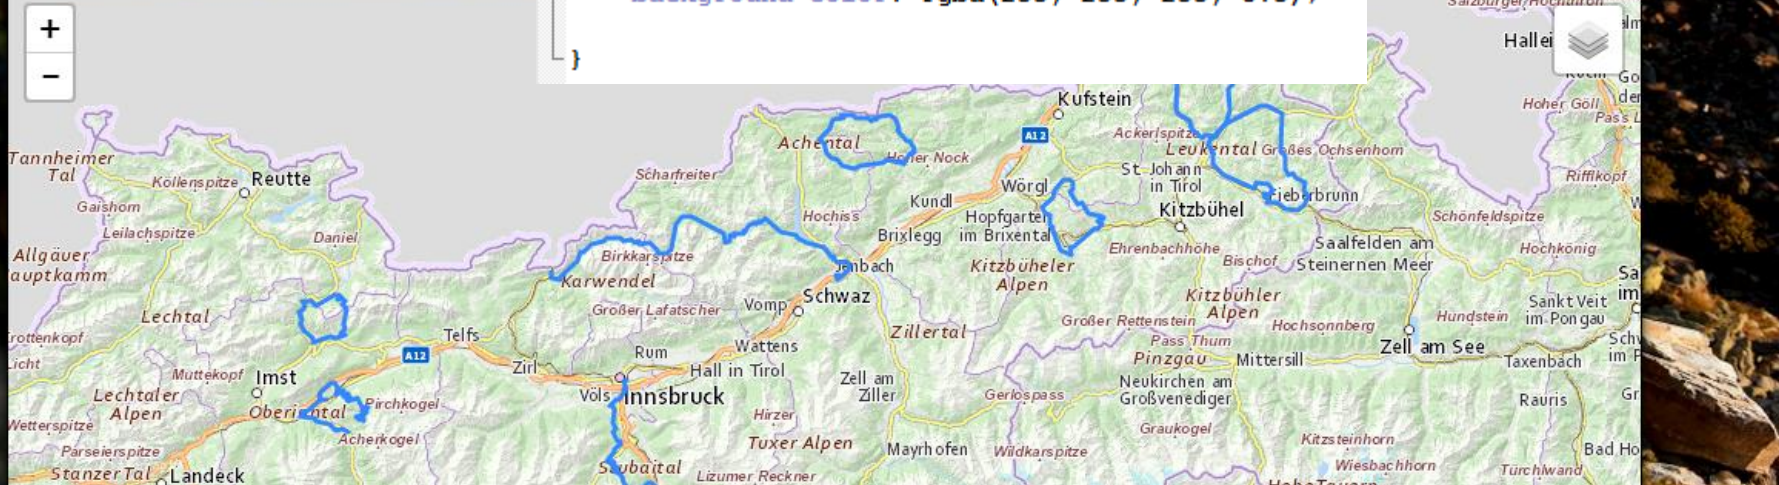 +
−
}
Kufstein
Hallei
Hoher Göll
Tannheimer
Tal
Köllenspitze
Reutte
Achental
A12
Ackerlspitze
Leukental
Großes Ochsenhorn
Hoher Nock
Scharfreiter
St. Johann
in Tirol
Rifflkopf
Gaishorn
Wörgl
Kundl
Fieberbrunn
Leilachspitze
Daniel
Hochiss
Hopfgarten
im Brixental
Kitzbühel
Schönfeldspitze
Brixlegg
Allgäuer
auptkamm
Birkkarspitze
Jenbach
Ehrenbachhöhe
Bischof
Saalfelden am
Steinernen Meer
Hochkönig
Karwendel
Kitzbüheler
Alpen
Schwaz
Vomp
Großer Lafatscher
Kitzbühler
Alpen
Sankt Veit
im Pongau
Lechtal
Telfs
Zillertal
Großer Rettenstein
Hochsonnberg
Hundstein
rottenkopf
A12
Rum
Wattens
Pass Thurn
Pinzgau
Mittersill
Zell am See
Taxenbach
icht
Muttekopf
Imst
Zirl
Hall in Tirol
Lechtaler
Alpen
Völs
Innsbruck
Zell am
Ziller
Gerlospass
Neukirchen am
Großvenediger
Rauris
Oberinntal
Pirchkogel
Wetterspitze
Acherkogel
Hirzer
Tuxer Alpen
Mayrhofen
Wildkarspitze
Graukogel
Kitzsteinhorn
Bad Ho
Parseierspitze
Stanzer Tal
Landeck
Stubaital
Lizumer Reckner
Wiesbachhorn
Türchlwand